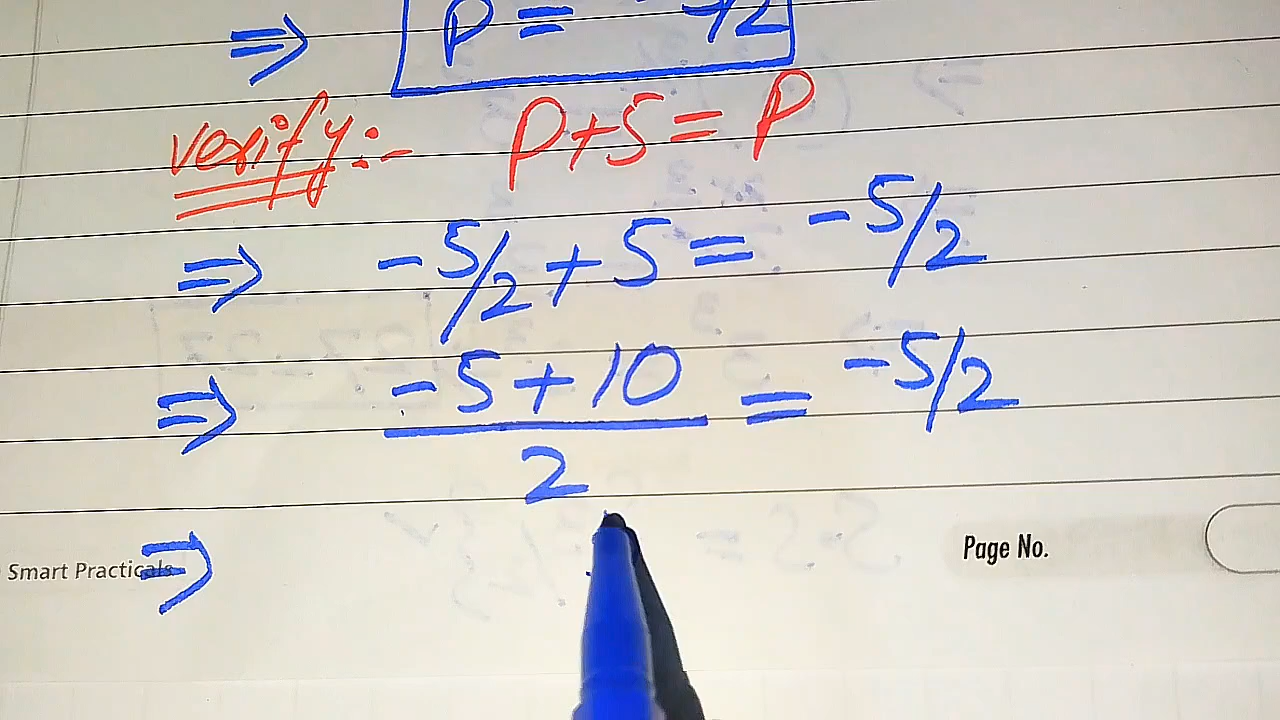 ⇒ P = -5/2
verify:- P+5 = P
⇒ -5/2 + 5 = -5/2
⇒ -5+10 = -5/2
2
⇒
Smart Practicals
Page No.